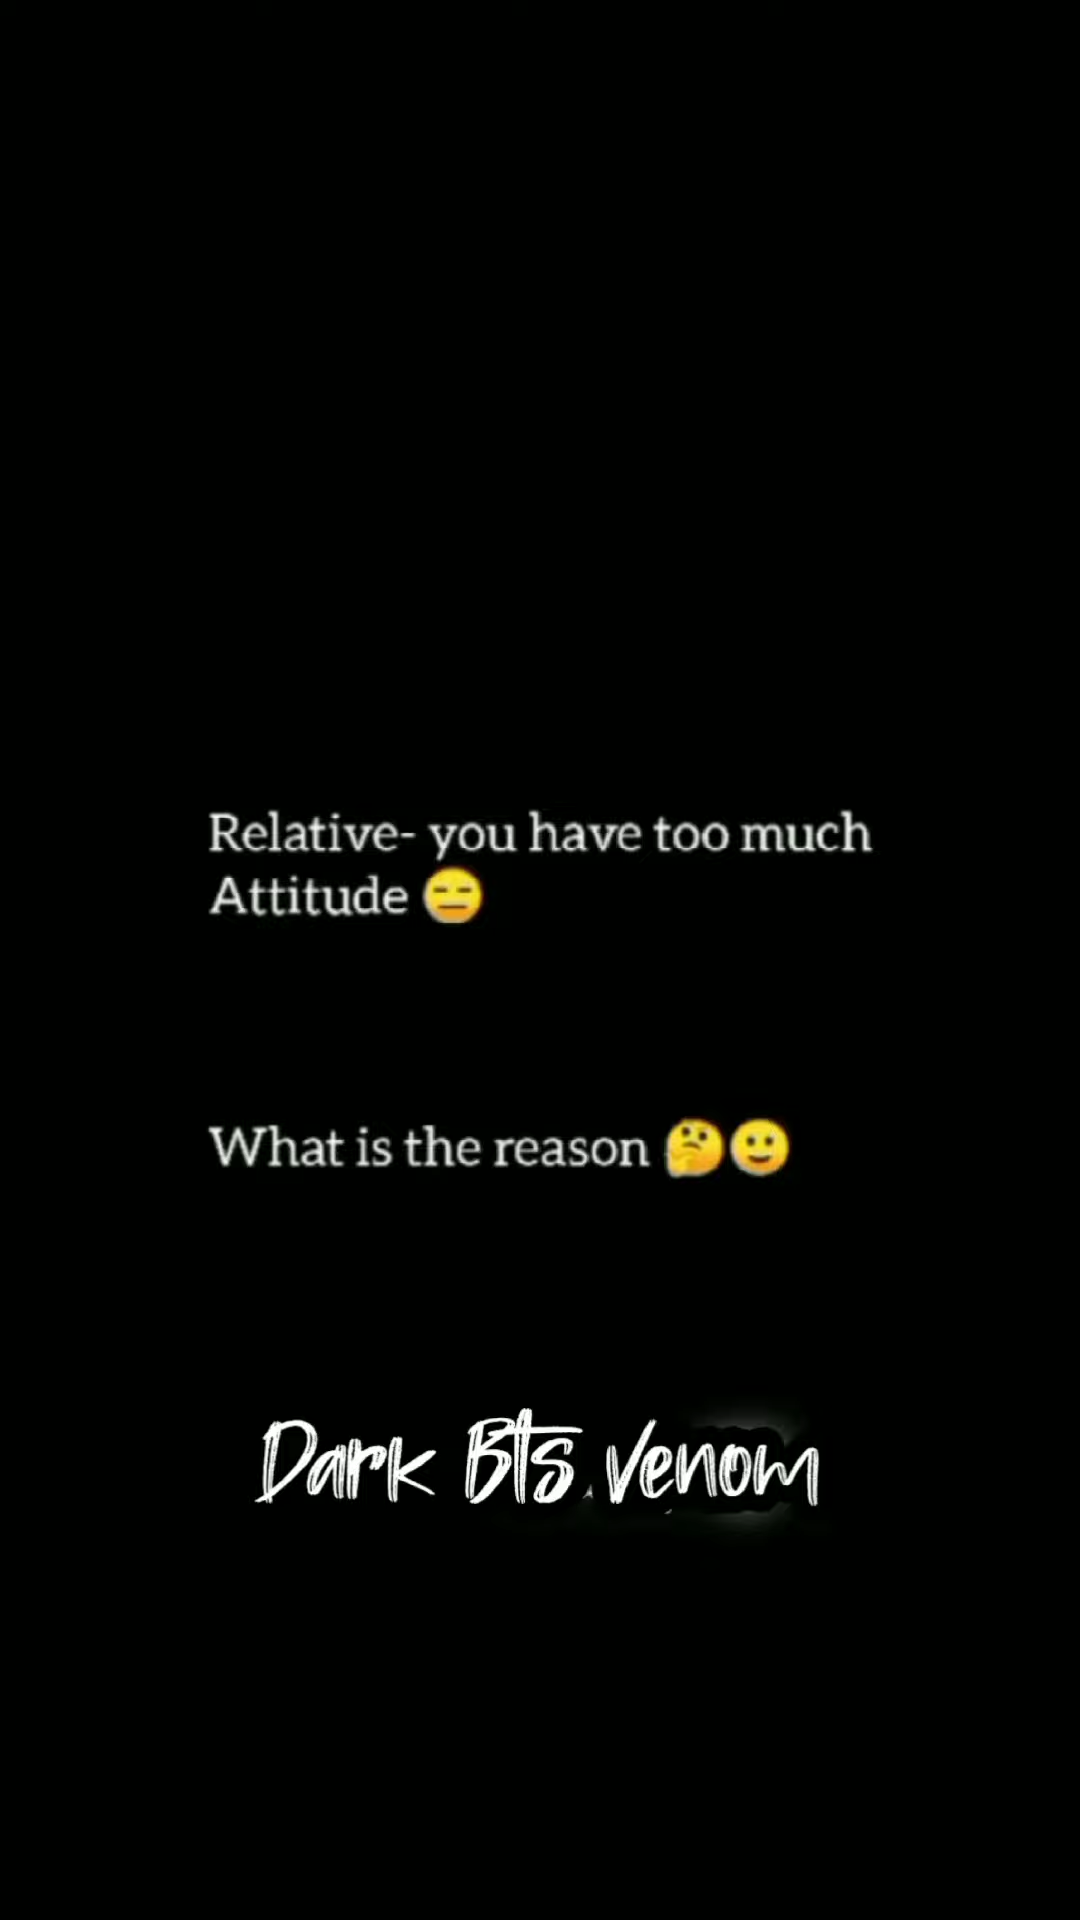 Relative- you have too much
Attitude 😑
What is the reason 🤔🙂
Dark Bts venom